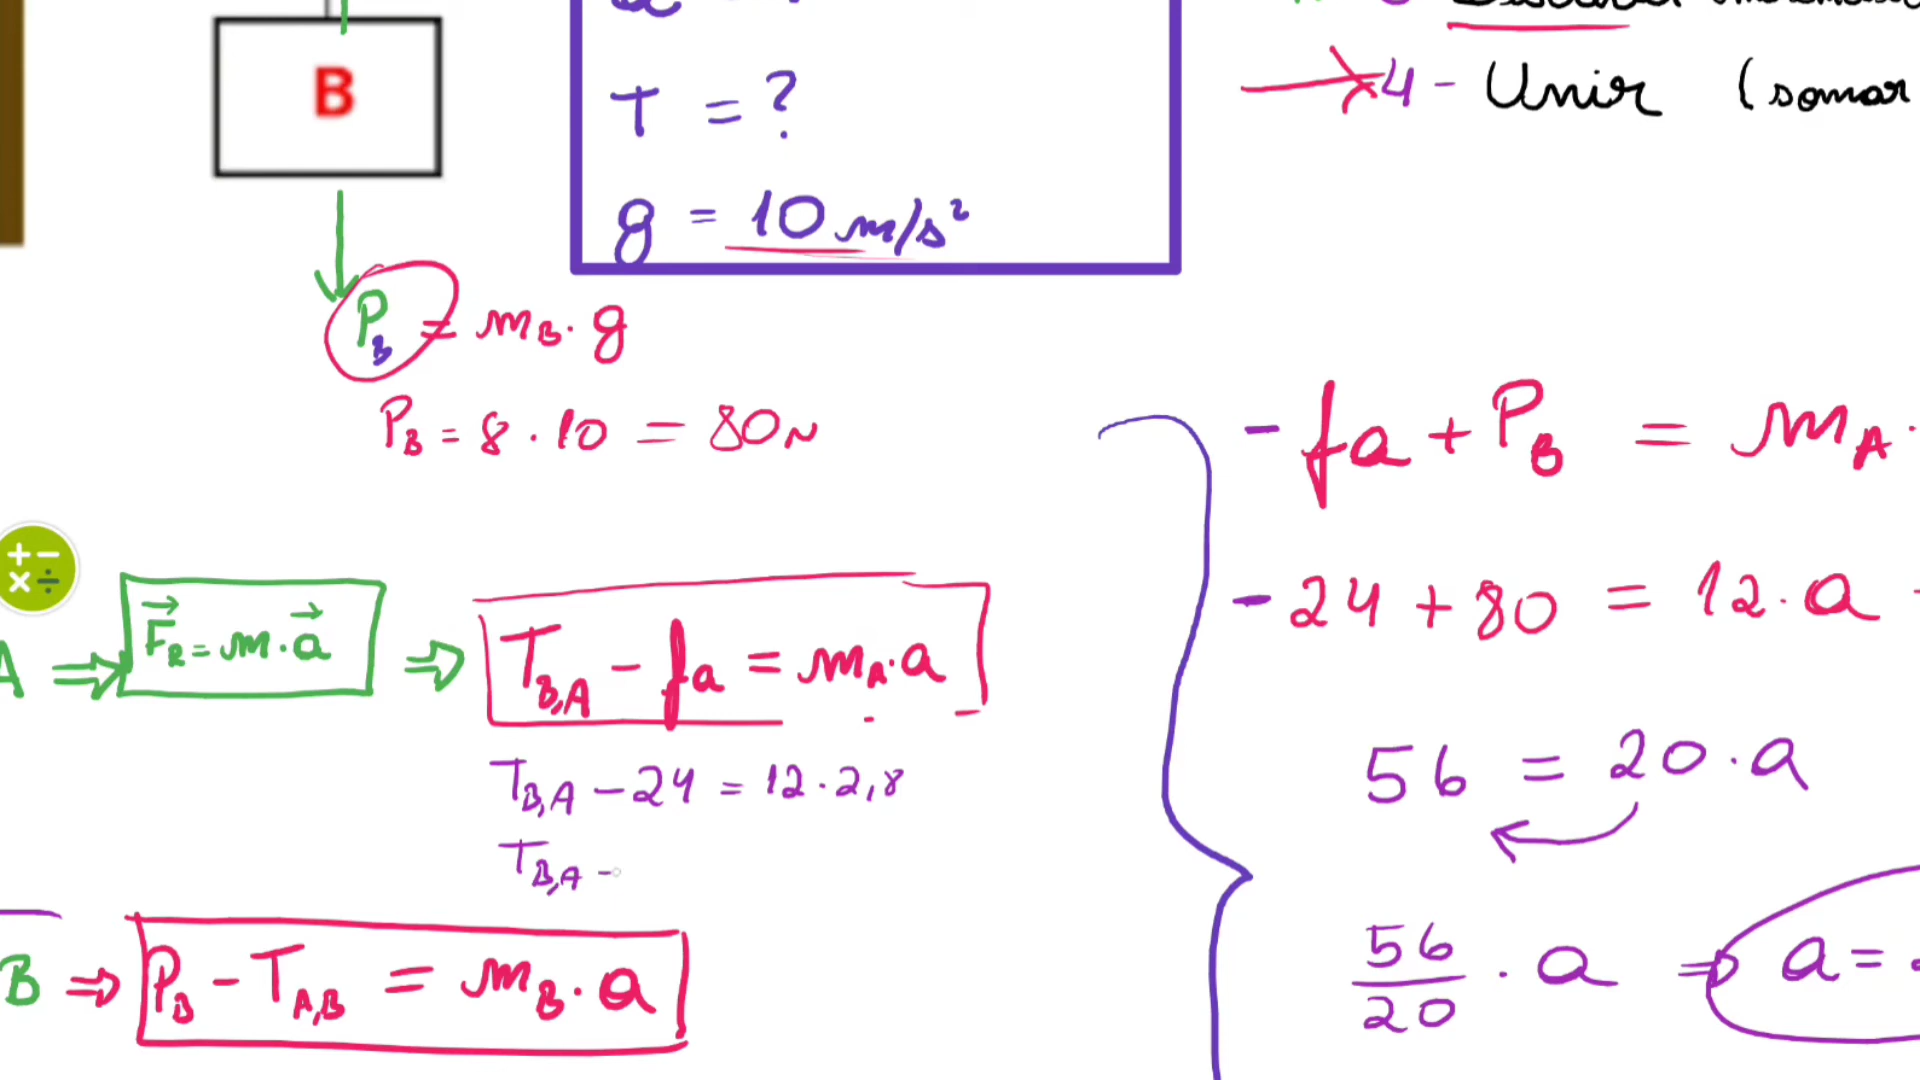 B
T = ?
g = 10 m/s²
4 - Unir (somar
P_B = m_B · g
P_B = 8 · 10 = 80N
- fa + P_B = m_A ·
- 24 + 80 = 12 · a
A ⇒ F⃗_R = m · a⃗ ⇒ T_B,A - fa = m_A · a
T_B,A - 24 = 12 · 2,8
T_B,A -
56 = 20 · a
B ⇒ P_B - T_A,B = m_B · a
56/20 · a ⇒ a =